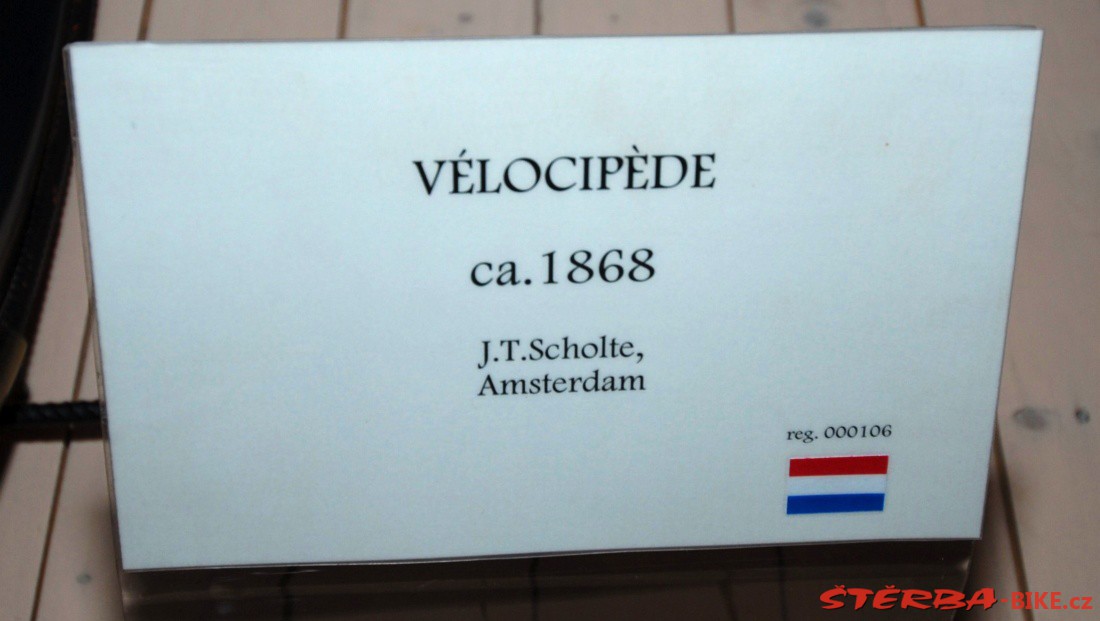 VÉLOCIPÈDE
ca.1868
J.T.Scholte,
Amsterdam
reg. 000106
ŠTĚRBA-BIKE.cz